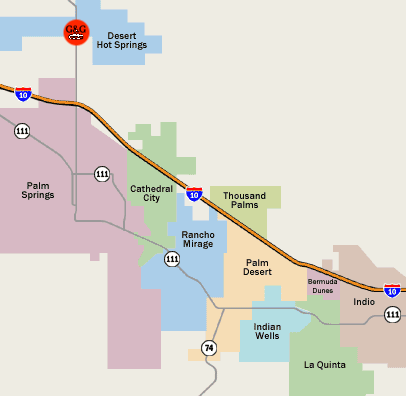 G&G
Desert
Hot Springs
10
111
111
Palm
Springs
Cathedral
City
10
Thousand
Palms
Rancho
Mirage
111
Palm
Desert
Bermuda
Dunes
10
Indio
111
Indian
Wells
74
La Quinta